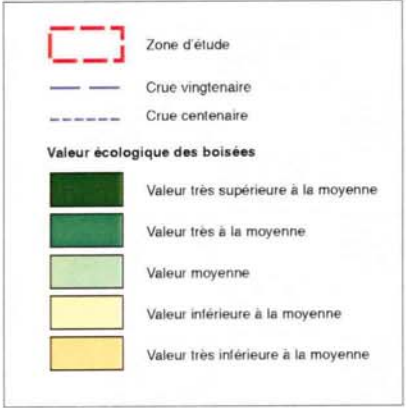 Zone d'étude
Crue vingtenaire
Crue centenaire
Valeur écologique des boisées
Valeur très supérieure à la moyenne
Valeur très à la moyenne
Valeur moyenne
Valeur inférieure à la moyenne
Valeur très inférieure à la moyenne